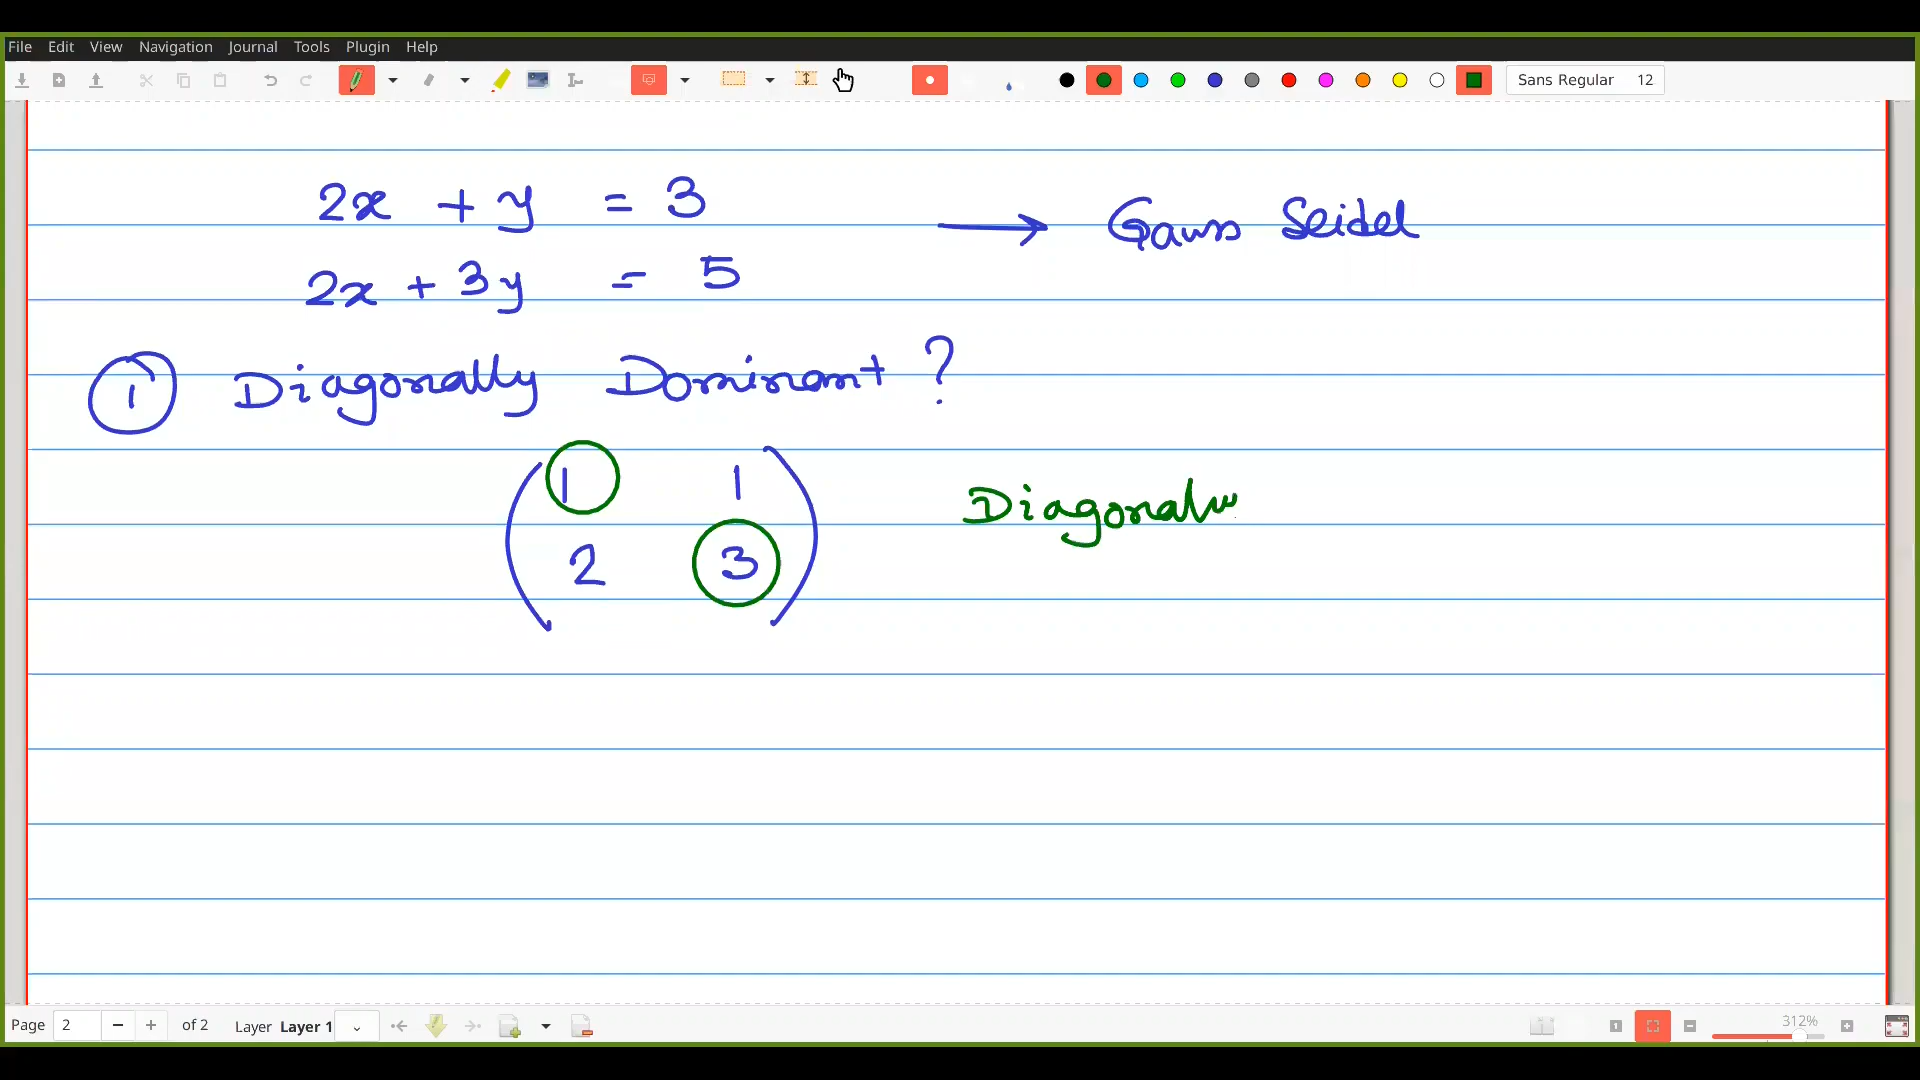 File Edit View Navigation Journal Tools Plugin Help
Sans Regular 12
2x + y = 3
→ Gauss Seidel
2x + 3y = 5
① Diagonally Dominant ?
1 1
2 3
Page 2 of 2 Layer Layer 1
312%